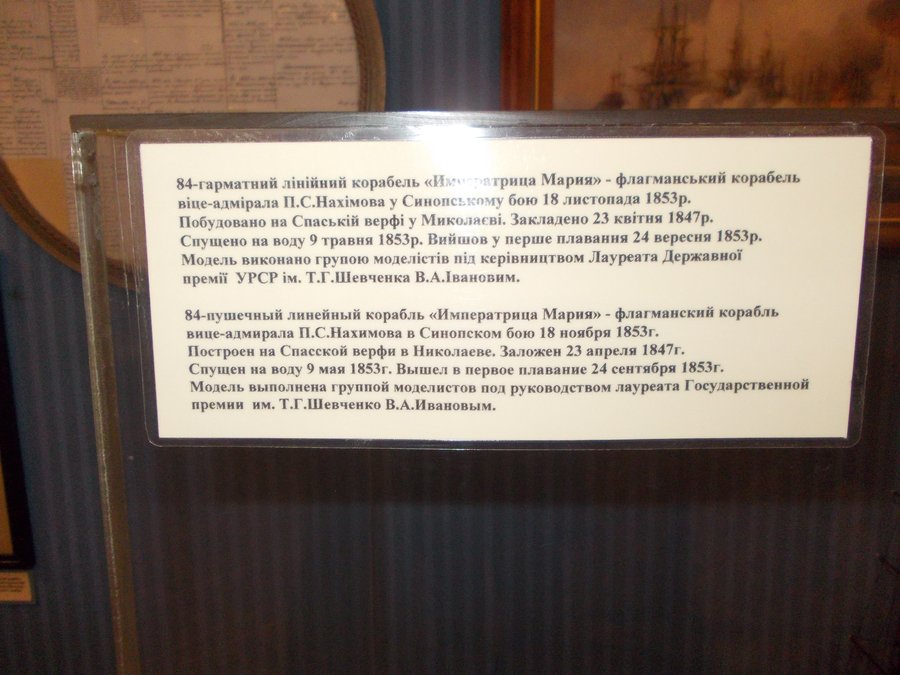 84-гарматний лінійний корабель «Императрица Мария» - флагманський корабель
віце-адмірала П.С.Нахімова у Синопському бою 18 листопада 1853р.
Побудовано на Спаській верфі у Миколаєві. Закладено 23 квітня 1847р.
Спущено на воду 9 травня 1853р. Вийшов у перше плавання 24 вересня 1853р.
Модель виконано групою моделістів під керівництвом Лауреата Державної
премії УРСР ім. Т.Г.Шевченка В.А.Івановим.
84-пушечный линейный корабль «Императрица Мария» - флагманский корабль
вице-адмирала П.С.Нахимова в Синопском бою 18 ноября 1853г.
Построен на Спасской верфи в Николаеве. Заложен 23 апреля 1847г.
Спущен на воду 9 мая 1853г. Вышел в первое плавание 24 сентября 1853г.
Модель выполнена группой моделистов под руководством лауреата Государственной
премии им. Т.Г.Шевченко В.А.Ивановым.